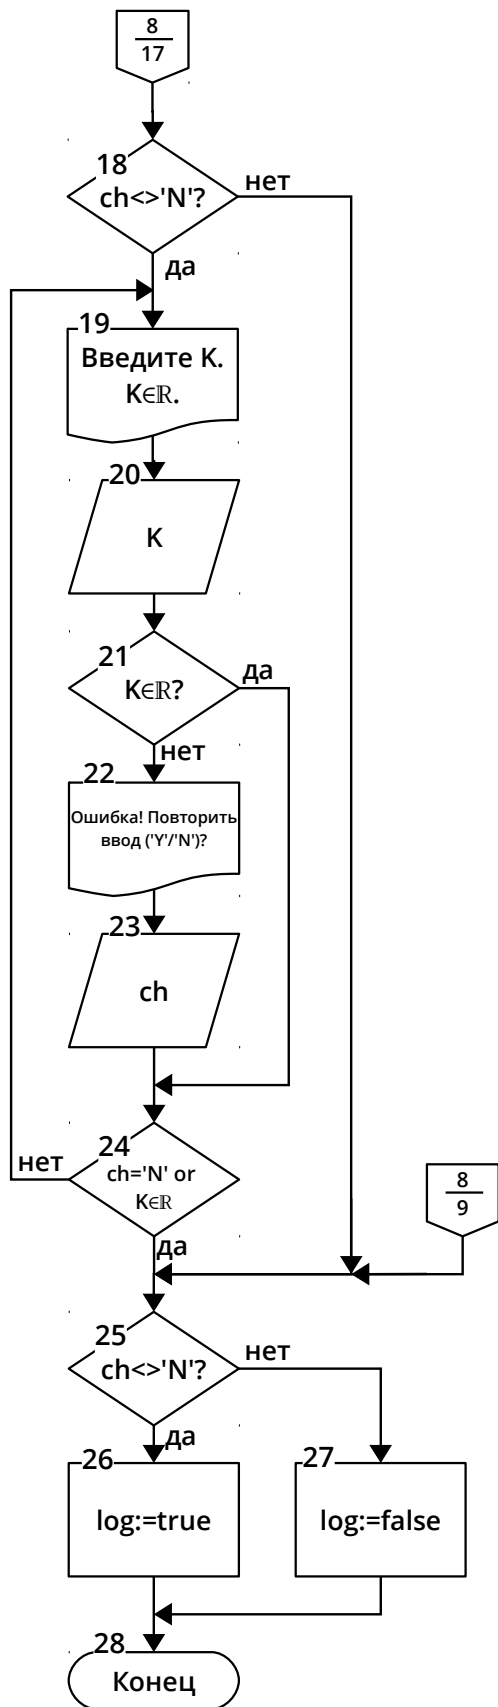 8
17
18
ch<>'N'?
нет
да
19
Введите K.
K∈ℝ.
20
K
21
K∈ℝ?
да
нет
22
Ошибка! Повторить
ввод ('Y'/'N')?
23
ch
24
ch='N' or
K∈ℝ
нет
да
8
9
25
ch<>'N'?
нет
да
26
log:=true
27
log:=false
28
Конец